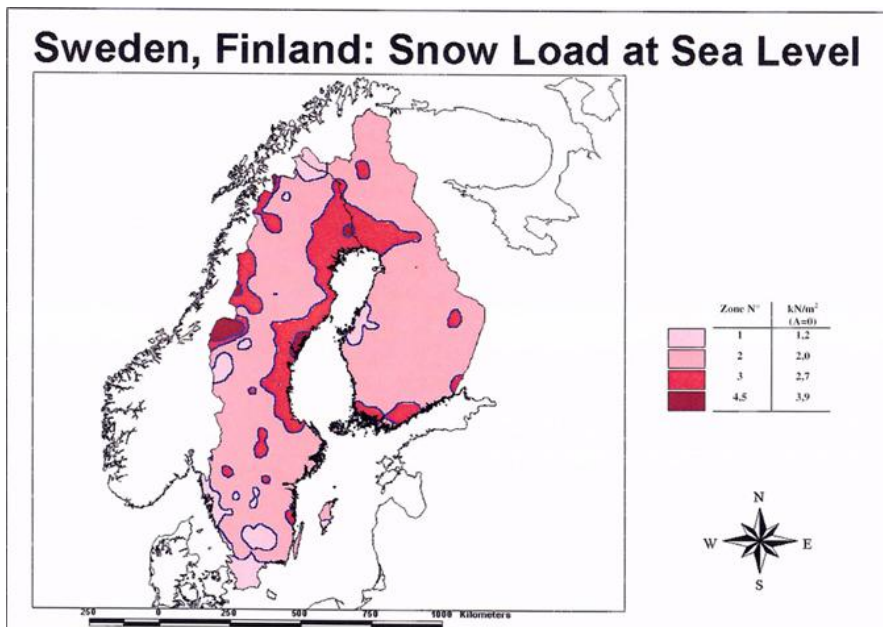 Sweden, Finland: Snow Load at Sea Level
Zone N° kN/m²
(A=0)
1 1,2
2 2,0
3 2,7
4,5 3,9
N
W E
S
250 0 250 500 750 1000 Kilometers